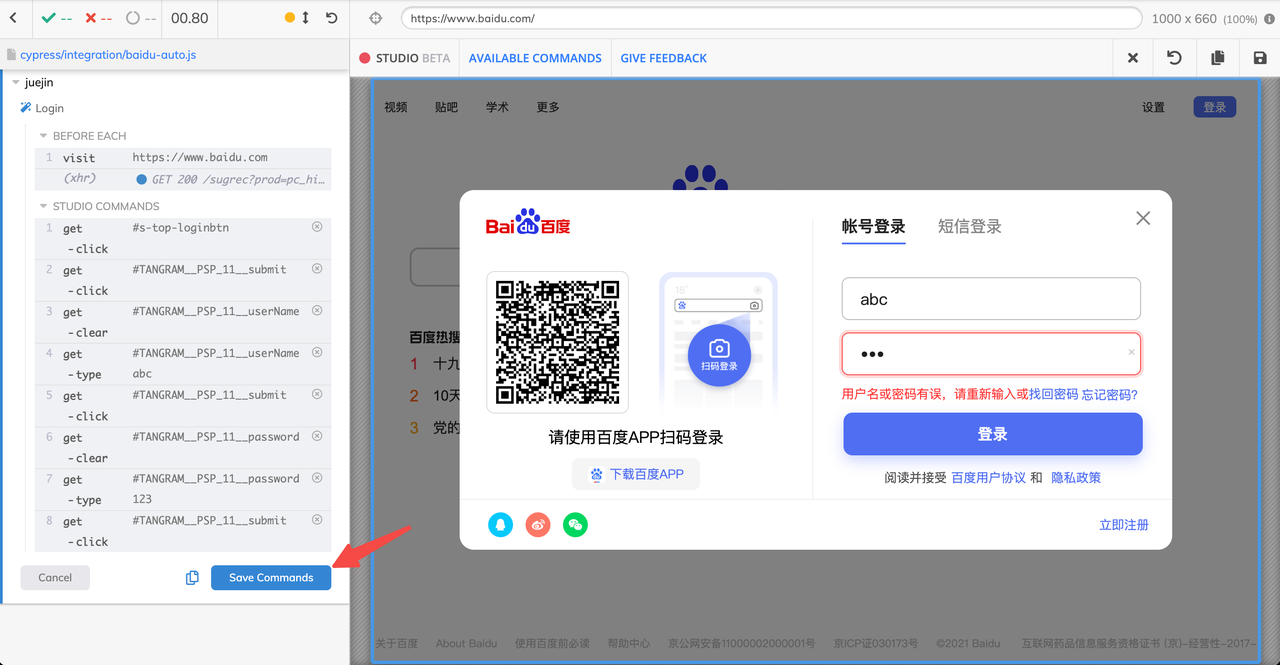 -- -- -- 00.80
https://www.baidu.com/
1000 x 660 (100%)
cypress/integration/baidu-auto.js
STUDIO BETA
AVAILABLE COMMANDS
GIVE FEEDBACK
juejin
Login
BEFORE EACH
1 visit https://www.baidu.com
(xhr) GET 200 /sugrec?prod=pc_hi…
STUDIO COMMANDS
1 get #s-top-loginbtn
-click
2 get #TANGRAM__PSP_11__submit
-click
3 get #TANGRAM__PSP_11__userName
-clear
4 get #TANGRAM__PSP_11__userName
-type abc
5 get #TANGRAM__PSP_11__submit
-click
6 get #TANGRAM__PSP_11__password
-clear
7 get #TANGRAM__PSP_11__password
-type 123
8 get #TANGRAM__PSP_11__submit
-click
Cancel
Save Commands
视频 贴吧 学术 更多
设置 登录
百度热搜
1 十九
2 10天
3 党的
Bai du 百度
扫码登录
请使用百度APP扫码登录
下载百度APP
帐号登录 短信登录
abc
•••
用户名或密码有误，请重新输入或找回密码 忘记密码?
登录
阅读并接受 百度用户协议 和 隐私政策
立即注册
关于百度 About Baidu 使用百度前必读 帮助中心 京公网安备11000002000001号 京ICP证030173号 ©2021 Baidu 互联网药品信息服务资格证书 (京)-经营性-2017-